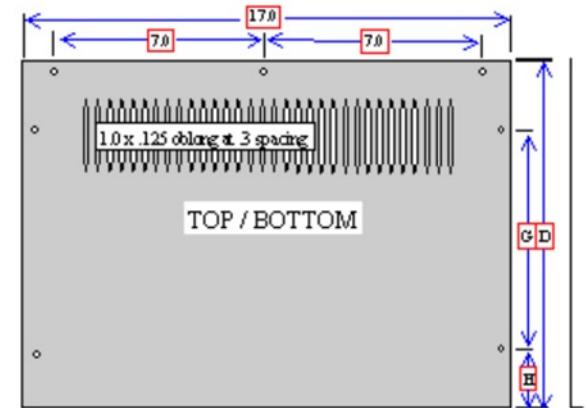 17.0
7.0 7.0
1.0 x .125 oblong at .3 spacing
TOP / BOTTOM
G D
H